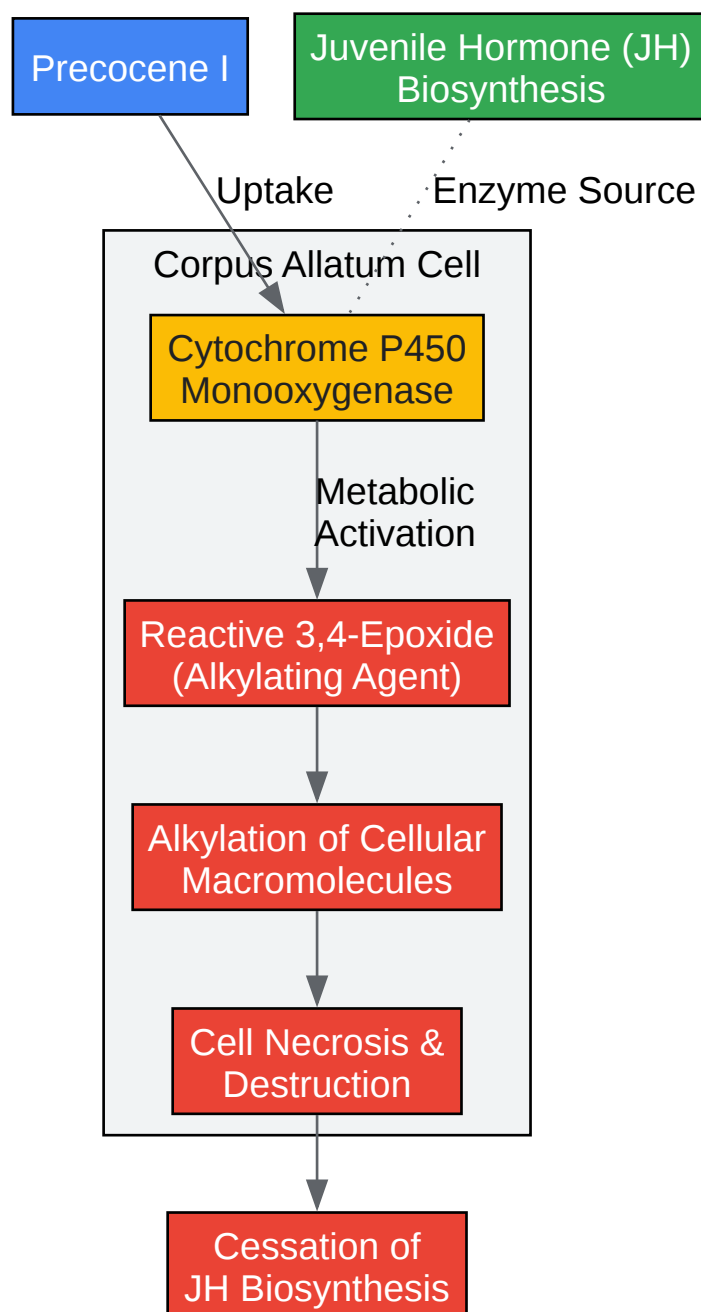 Precocene I
Juvenile Hormone (JH)
Biosynthesis
Uptake
Enzyme Source
Corpus Allatum Cell
Cytochrome P450
Monooxygenase
Metabolic
Activation
Reactive 3,4-Epoxide
(Alkylating Agent)
Alkylation of Cellular
Macromolecules
Cell Necrosis &
Destruction
Cessation of
JH Biosynthesis